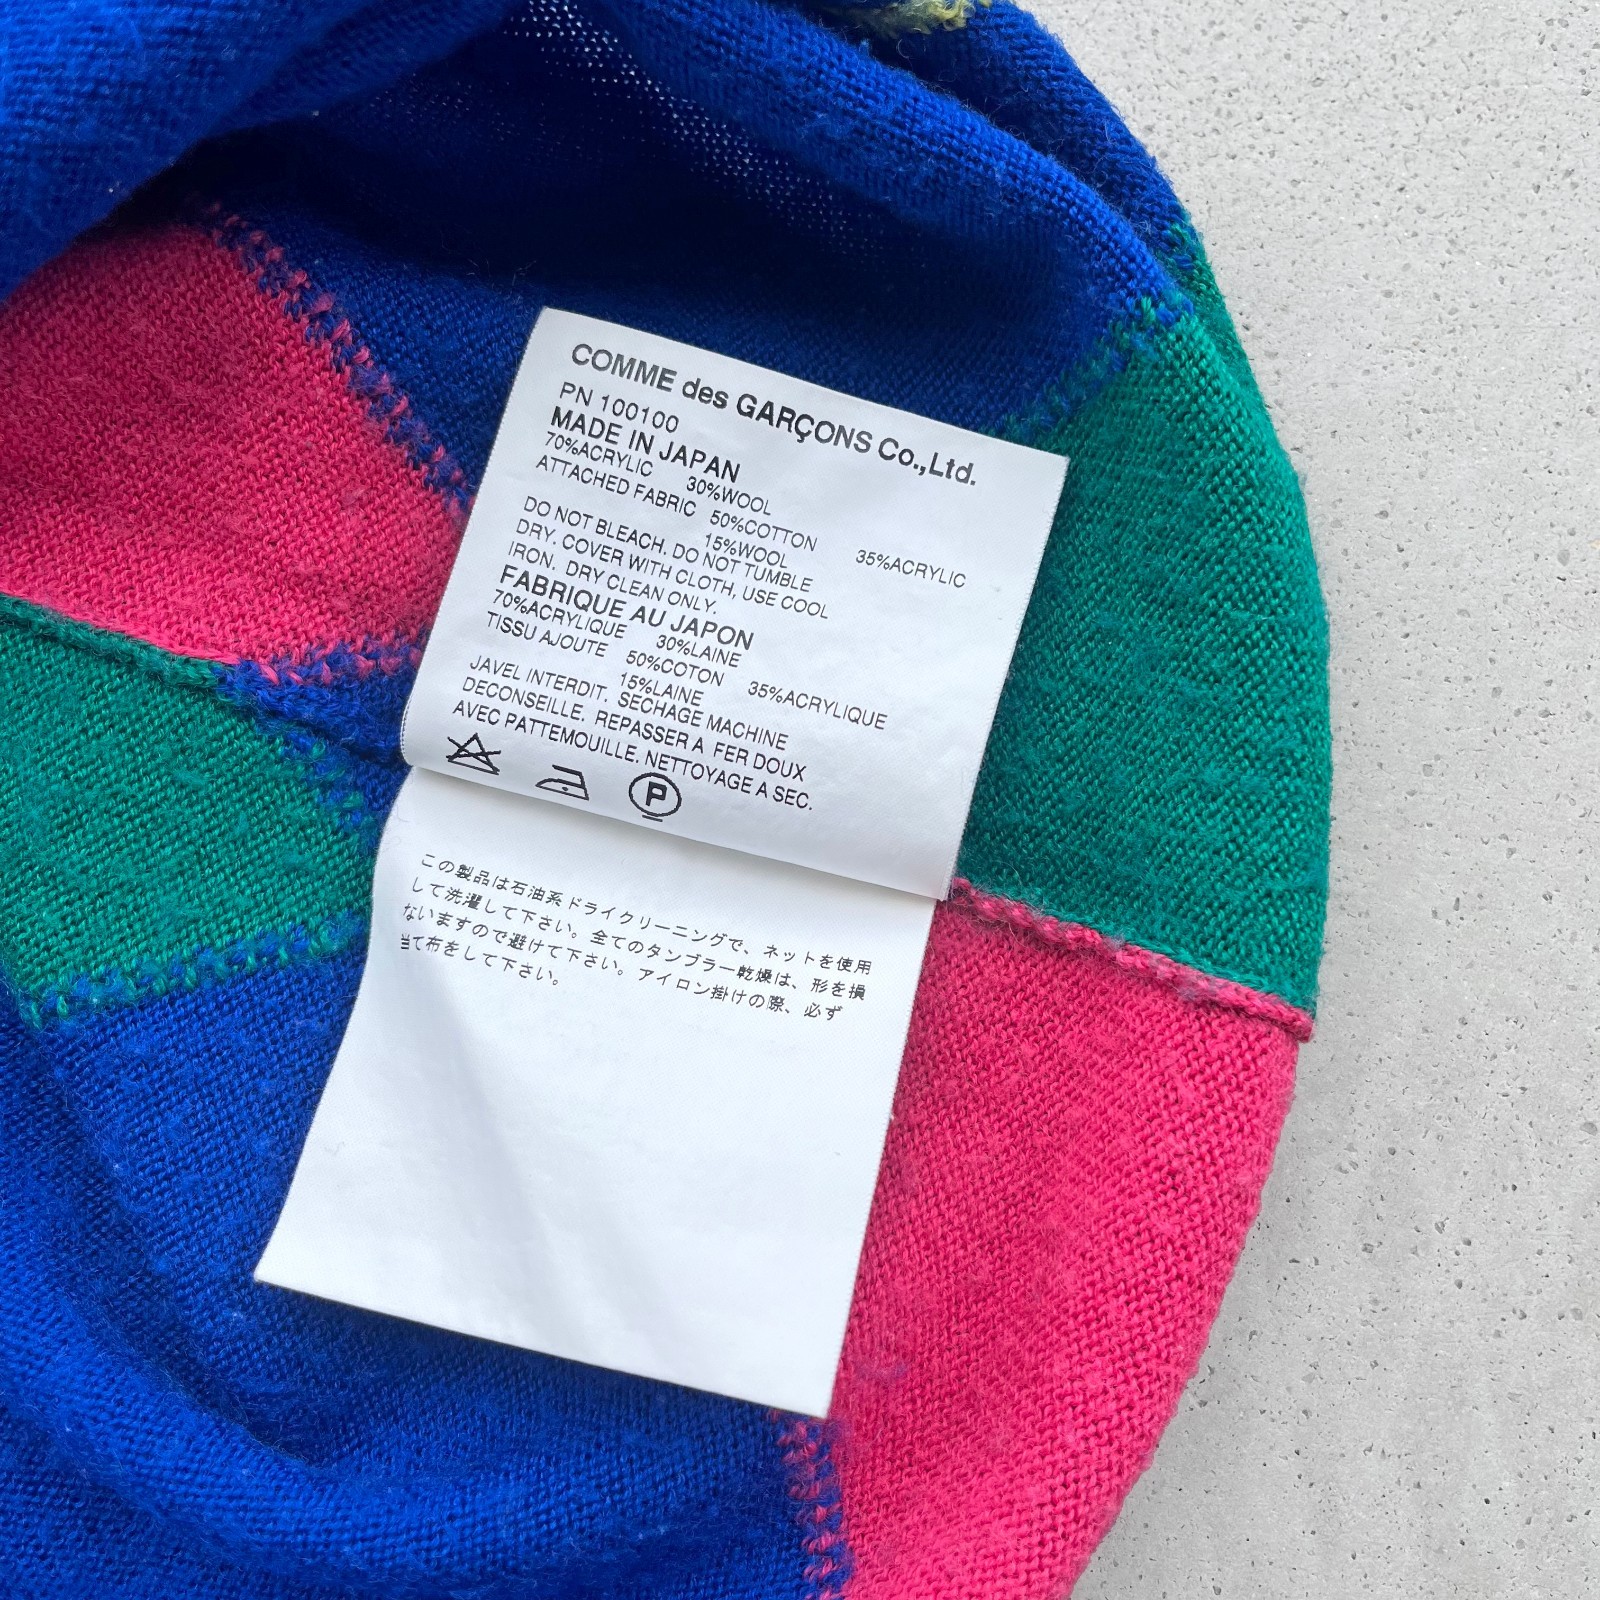 COMME des GARÇONS Co.,Ltd.
PN 100100
MADE IN JAPAN
70%ACRYLIC 30%WOOL
ATTACHED FABRIC 50%COTTON 35%ACRYLIC
15%WOOL
DO NOT BLEACH. DO NOT TUMBLE
DRY. COVER WITH CLOTH, USE COOL
IRON. DRY CLEAN ONLY.
FABRIQUE AU JAPON
70%ACRYLIQUE 30%LAINE
TISSU AJOUTE 50%COTON 35%ACRYLIQUE
15%LAINE
JAVEL INTERDIT. SECHAGE MACHINE
DECONSEILLE. REPASSER A FER DOUX
AVEC PATTEMOUILLE. NETTOYAGE A SEC.
P
この製品は石油系ドライクリーニングで、ネットを使用
して洗濯して下さい。全てのタンブラー乾燥は、形を損
ないますので避けて下さい。アイロン掛けの際、必ず
当て布をして下さい。